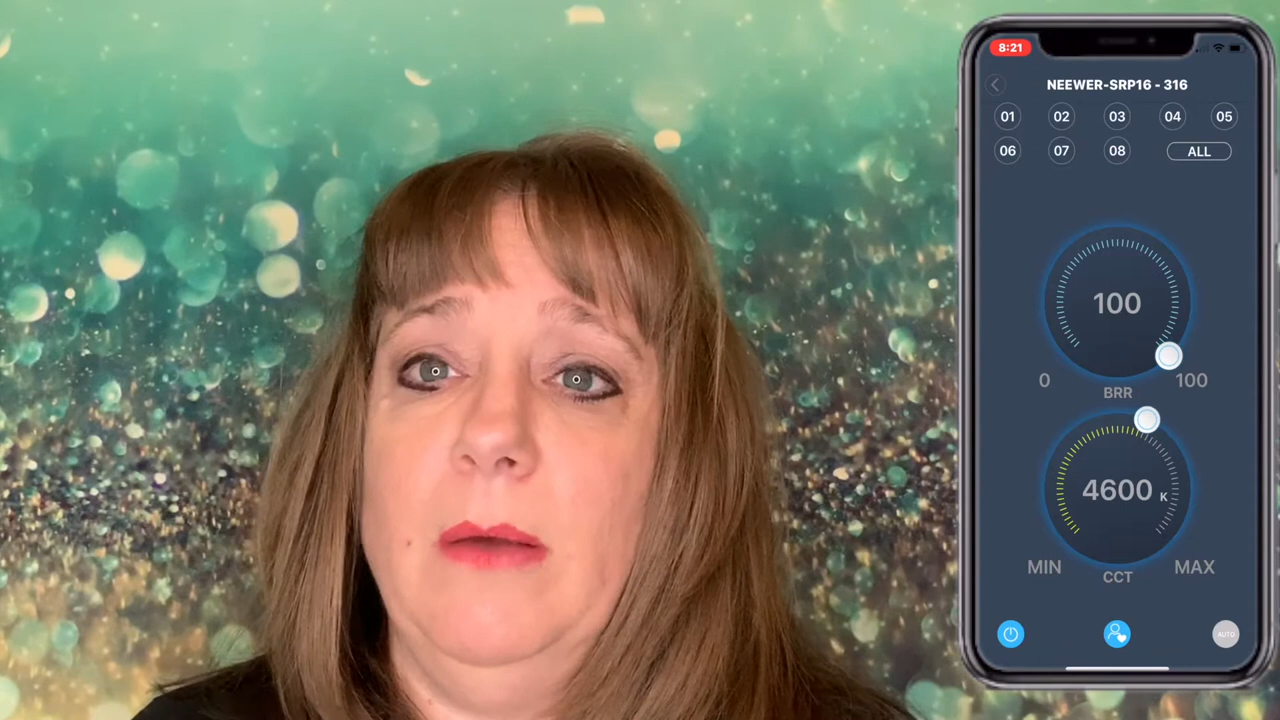 8:21
NEEWER-SRP16 - 316
01 02 03 04 05
06 07 08 ALL
100
0 100
BRR
4600 K
MIN MAX
CCT
AUTO